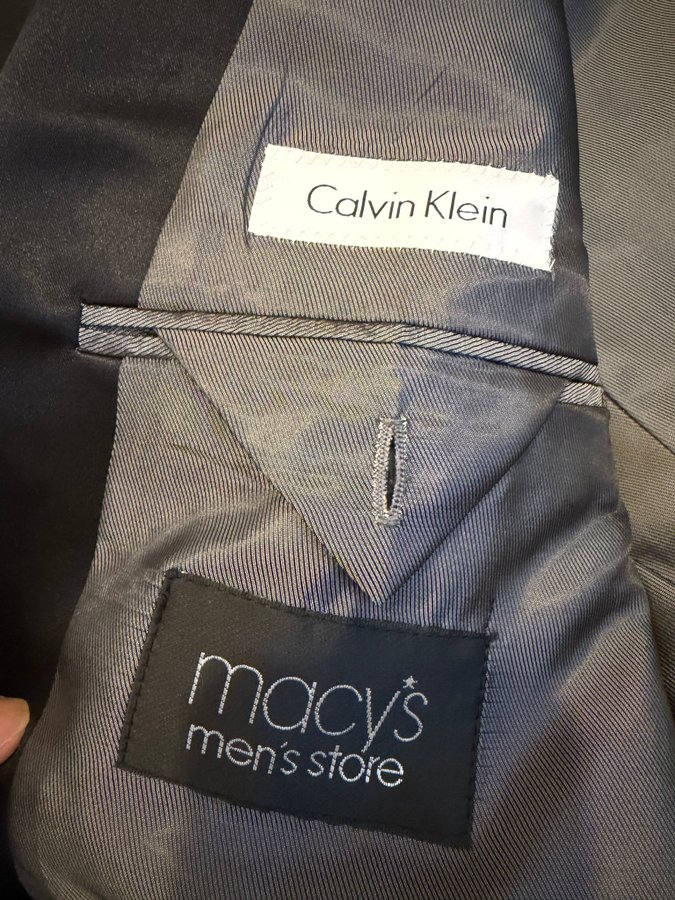 Calvin Klein
macy's
men's store